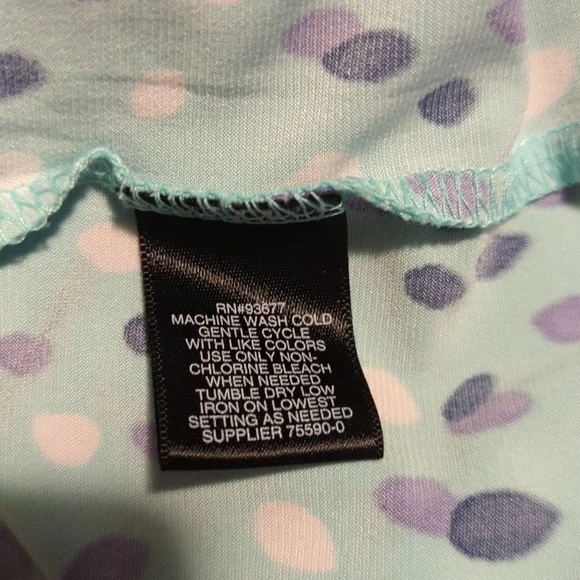 RN#93677
MACHINE WASH COLD
GENTLE CYCLE
WITH LIKE COLORS
USE ONLY NON-
CHLORINE BLEACH
WHEN NEEDED
TUMBLE DRY LOW
IRON ON LOWEST
SETTING AS NEEDED
SUPPLIER 75590-0